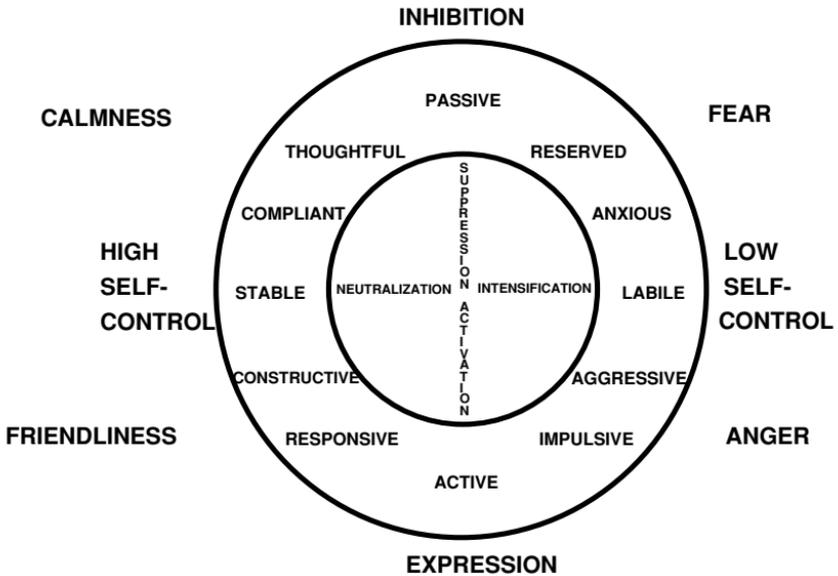 INHIBITION
PASSIVE
CALMNESS
FEAR
THOUGHTFUL
RESERVED
SUPPRESSION
COMPLIANT
ANXIOUS
HIGH
SELF-
CONTROL
LOW
SELF-
CONTROL
STABLE
NEUTRALIZATION
INTENSIFICATION
LABILE
ACTIVATION
CONSTRUCTIVE
AGGRESSIVE
FRIENDLINESS
RESPONSIVE
IMPULSIVE
ANGER
ACTIVE
EXPRESSION